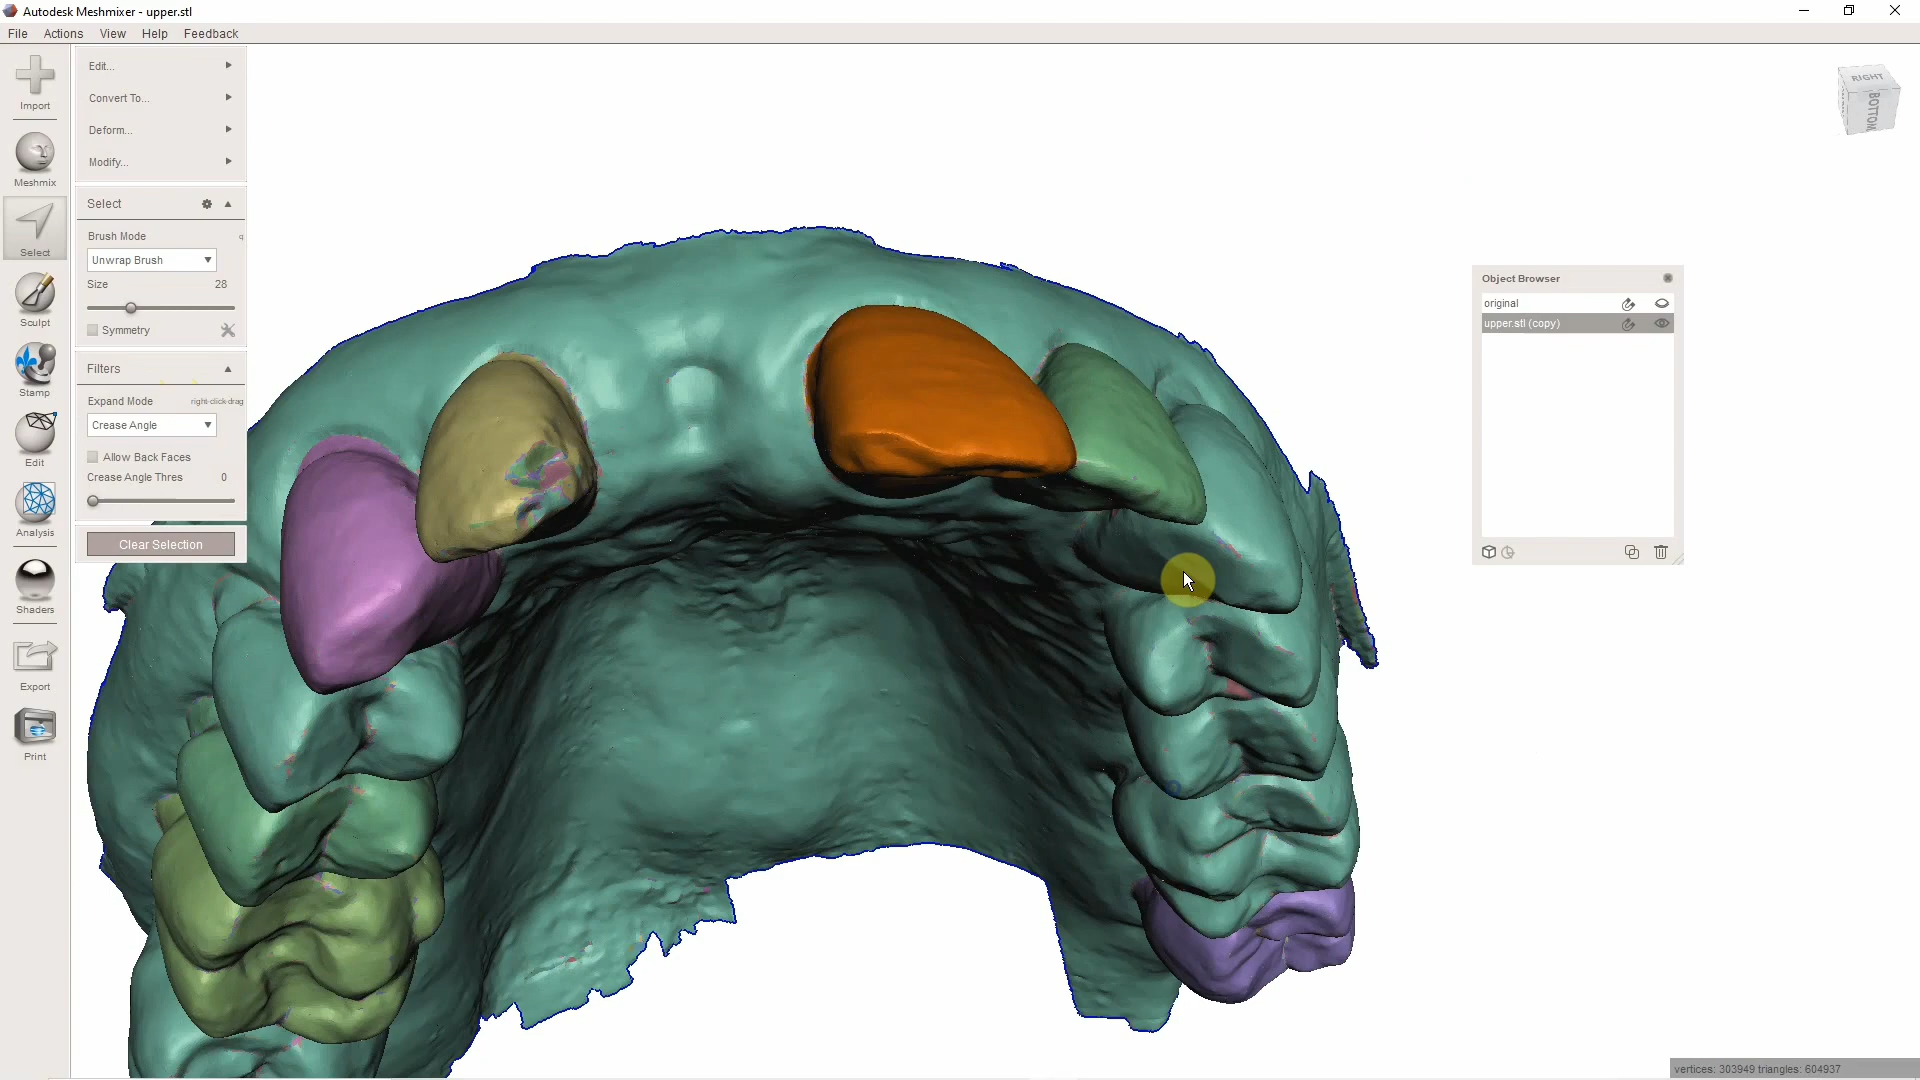 Autodesk Meshmixer - upper.stl
File Actions View Help Feedback
Import
Meshmix
Select
Sculpt
Stamp
Edit
Analysis
Shaders
Export
Print
Edit...
Convert To...
Deform...
Modify...
Select
Brush Mode q
Unwrap Brush
Size 28
Symmetry
Filters
Expand Mode right-click-drag
Crease Angle
Allow Back Faces
Crease Angle Thres 0
Clear Selection
RIGHT
BOTTOM
Object Browser
original
upper.stl (copy)
vertices: 303949 triangles: 604937